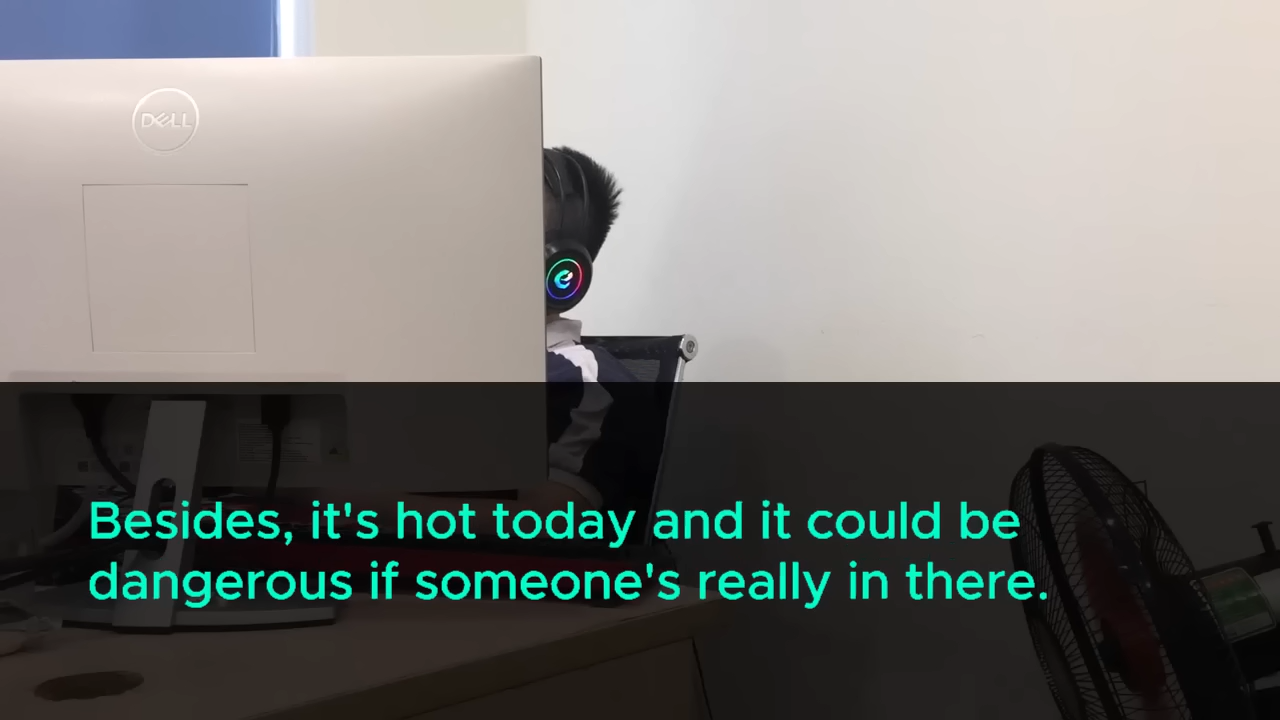 DELL
Besides, it's hot today and it could be
dangerous if someone's really in there.